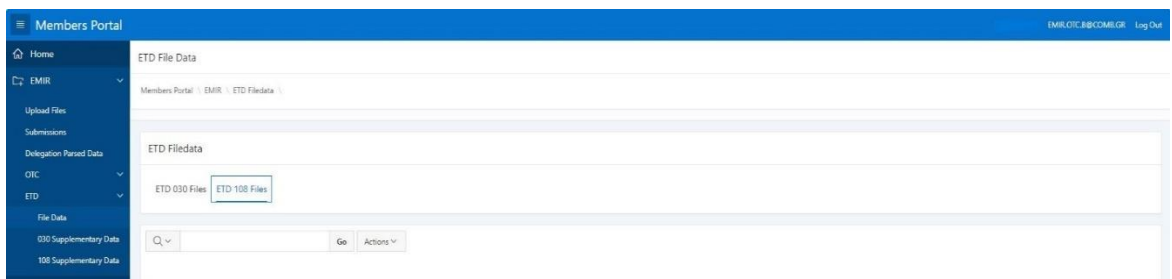 Members Portal
EMIR.OTC.B@COMB.GR Log Out
Home
EMIR
Upload Files
Submissions
Delegation Parsed Data
OTC
ETD
File Data
030 Supplementary Data
108 Supplementary Data
ETD File Data
Members Portal \ EMIR \ ETD Filedata \
ETD Filedata
ETD 030 Files ETD 108 Files
Go Actions